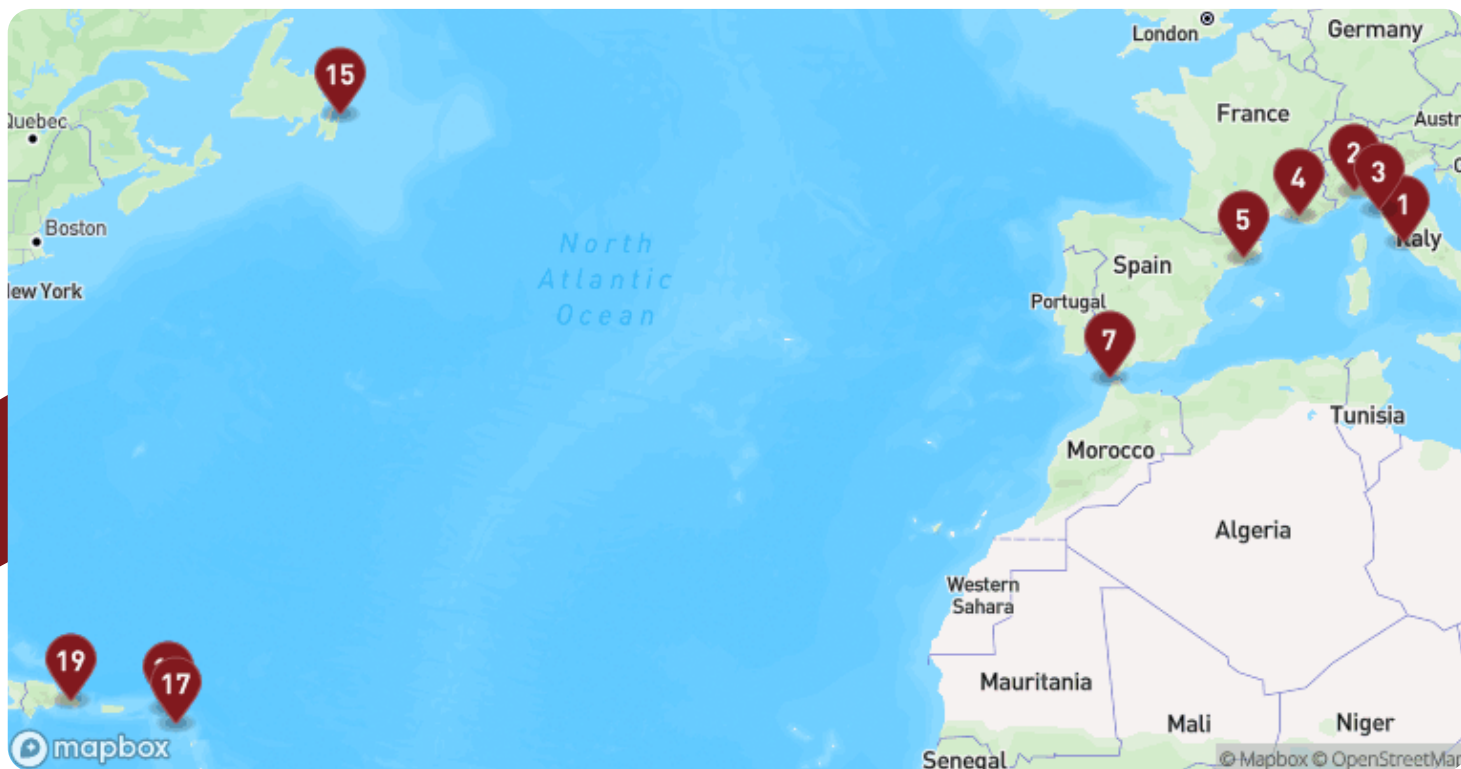 London
Germany
15
France
Quebec
Austr
2
3
4
1
5
Boston
Italy
North
Atlantic
Ocean
Spain
New York
Portugal
7
Tunisia
Morocco
Algeria
Western
Sahara
19
17
Mauritania
Mali
Niger
mapbox
Senegal
© Mapbox © OpenStreetMap